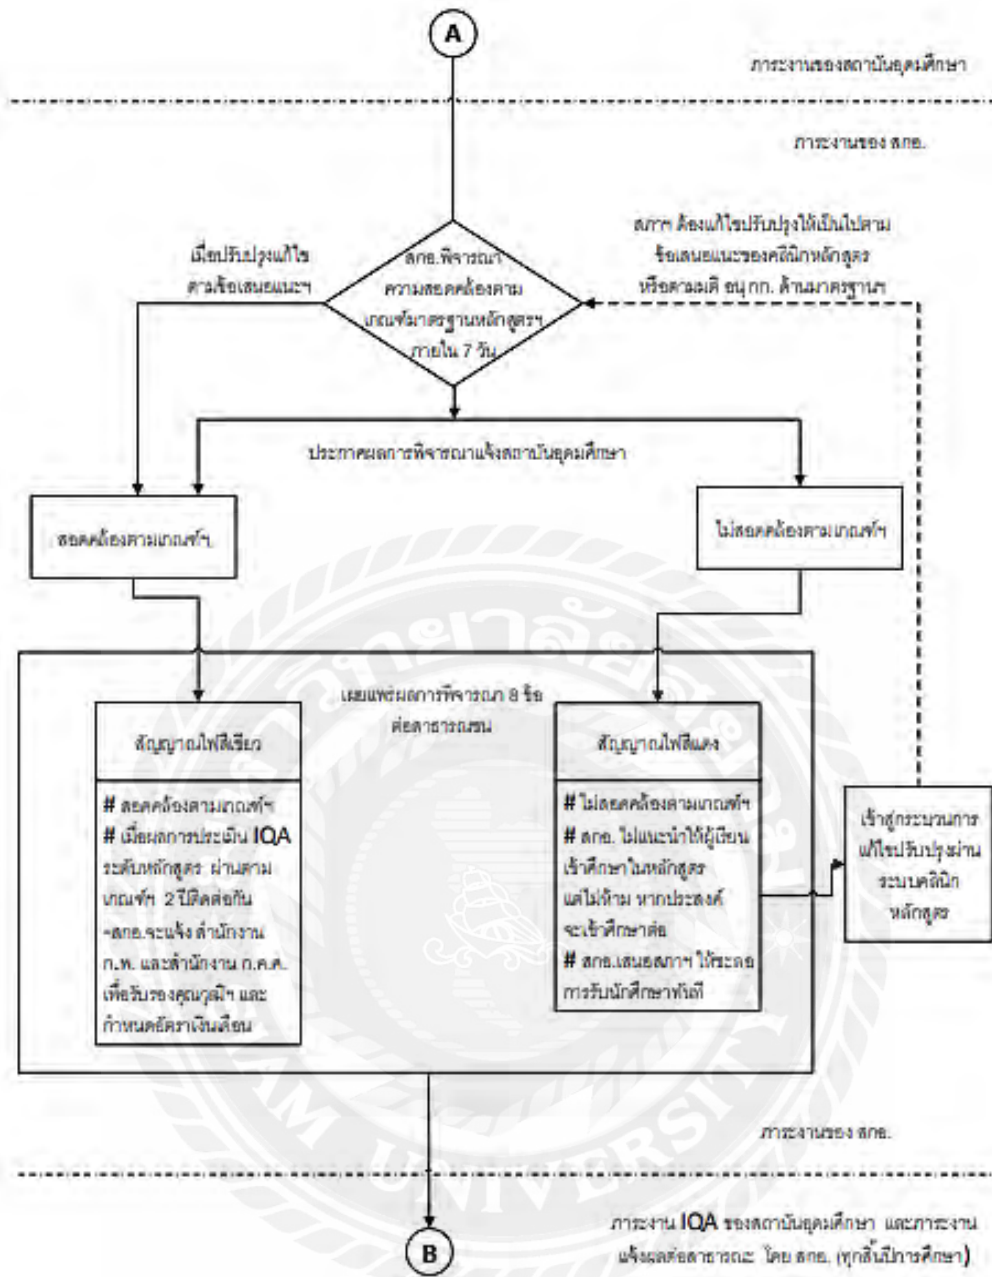 A
ภาระงานของสถาบันอุดมศึกษา
ภาระงานของ สกอ.
สภาฯ ต้องแก้ไขปรับปรุงให้เป็นไปตาม
ข้อเสนอแนะของคลินิกหลักสูตร
หรือตามมติ อนุ กก. ด้านมาตรฐานฯ
เมื่อปรับปรุงแก้ไข
ตามข้อเสนอแนะฯ
สกอ.พิจารณา
ความสอดคล้องตาม
เกณฑ์มาตรฐานหลักสูตรฯ
ภายใน 7 วัน
ประกาศผลการพิจารณาแจ้งสถาบันอุดมศึกษา
สอดคล้องตามเกณฑ์ฯ
ไม่สอดคล้องตามเกณฑ์ฯ
เผยแพร่ผลการพิจารณา 8 ข้อ
ต่อสาธารณชน
สัญญาณไฟสีเขียว
# สอดคล้องตามเกณฑ์ฯ
# เมื่อผลการประเมิน IQA
ระดับหลักสูตร ผ่านตาม
เกณฑ์ฯ 2 ปีติดต่อกัน
-สกอ.จะแจ้ง สำนักงาน
ก.พ. และสำนักงาน ก.ค.ศ.
เพื่อรับรองคุณวุฒิฯ และ
กำหนดอัตราเงินเดือน
สัญญาณไฟสีแดง
# ไม่สอดคล้องตามเกณฑ์ฯ
# สกอ. ไม่แนะนำให้ผู้เรียน
เข้าศึกษาในหลักสูตร
แต่ไม่ห้าม หากประสงค์
จะเข้าศึกษาต่อ
# สกอ.เสนอสภาฯ ให้ชะลอ
การรับนักศึกษาทันที
เข้าสู่กระบวนการ
แก้ไขปรับปรุงผ่าน
ระบบคลินิก
หลักสูตร
ภาระงานของ สกอ.
B
ภาระงาน IQA ของสถาบันอุดมศึกษา และภาระงาน
แจ้งผลต่อสาธารณะ โดย สกอ. (ทุกสิ้นปีการศึกษา)
มหาวิทยาลัยสยาม
SIAM UNIVERSITY